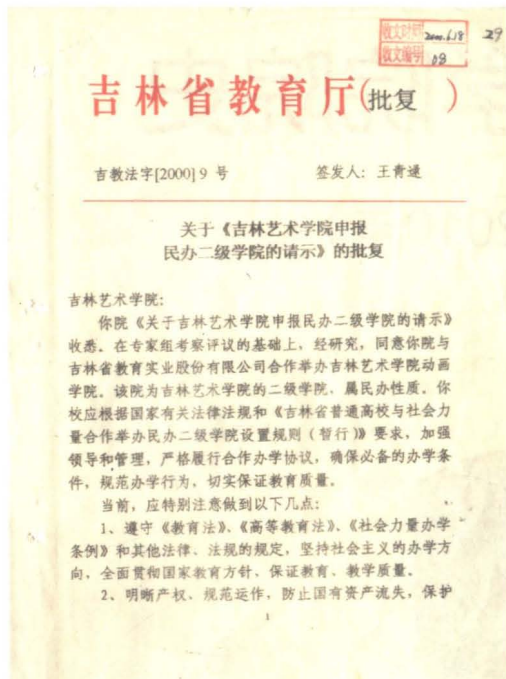 收文时间 2000.6.18
29
收文编号 08
吉林省教育厅(批复 )
吉教法字[2000]9号 签发人：王青逯
关于《吉林艺术学院申报
民办二级学院的请示》的批复
吉林艺术学院：
你院《关于吉林艺术学院申报民办二级学院的请示》
收悉。在专家组考察评议的基础上，经研究，同意你院与
吉林省教育实业股份有限公司合作举办吉林艺术学院动画
学院。该院为吉林艺术学院的二级学院、属民办性质。你
校应根据国家有关法律法规和《吉林省普通高校与社会力
量合作举办民办二级学院设置规则（暂行）》要求，加强
领导和管理，严格履行合作办学协议，确保必备的办学条
件，规范办学行为、切实保证教育质量。
当前，应特别注意做到以下几点：
1、遵守《教育法》、《高等教育法》、《社会力量办学
条例》和其他法律、法规的规定，坚持社会主义的办学方
向，全面贯彻国家教育方针、保证教育、教学质量。
2、明晰产权、规范运作，防止国有资产流失，保护
1